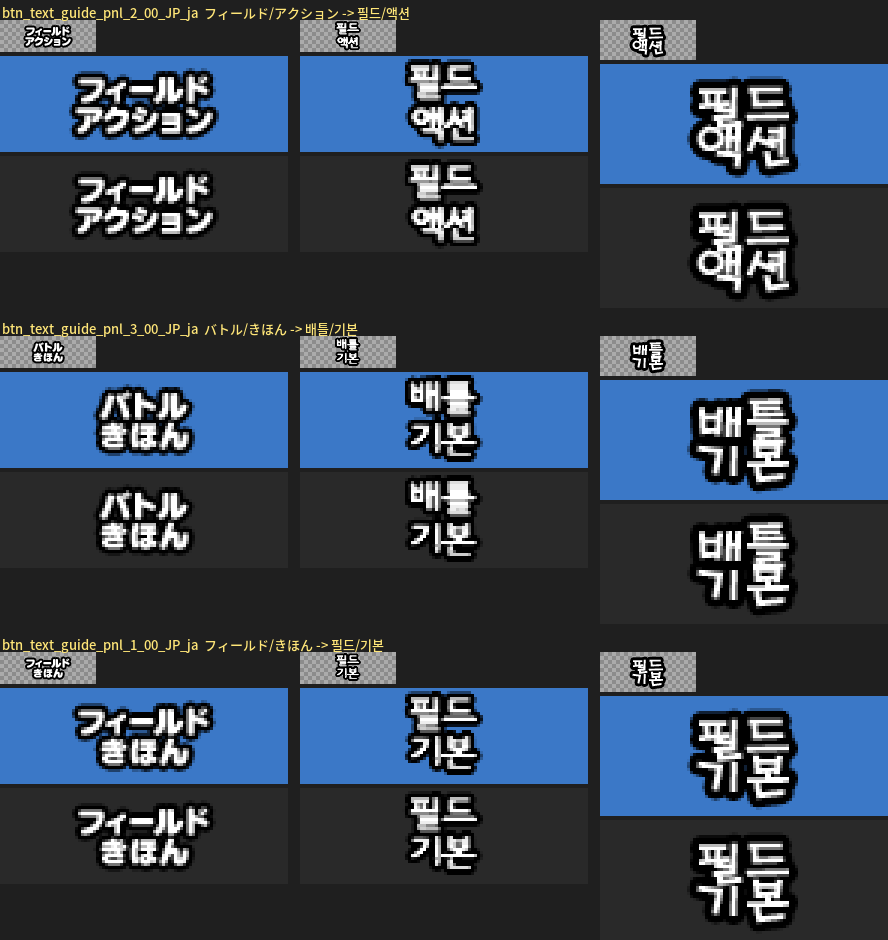 btn_text_guide_pnl_2_00_JP_ja フィールド/アクション -> 필드/액션
フィールド
アクション
필드
액션
필드
액션
フィールド
アクション
필드
액션
필드
액션
フィールド
アクション
필드
액션
필드
액션
btn_text_guide_pnl_3_00_JP_ja バトル/きほん -> 배틀/기본
バトル
きほん
배틀
기본
배틀
기본
バトル
きほん
배틀
기본
배틀
기본
バトル
きほん
배틀
기본
배틀
기본
btn_text_guide_pnl_1_00_JP_ja フィールド/きほん -> 필드/기본
フィールド
きほん
필드
기본
필드
기본
フィールド
きほん
필드
기본
필드
기본
フィールド
きほん
필드
기본
필드
기본